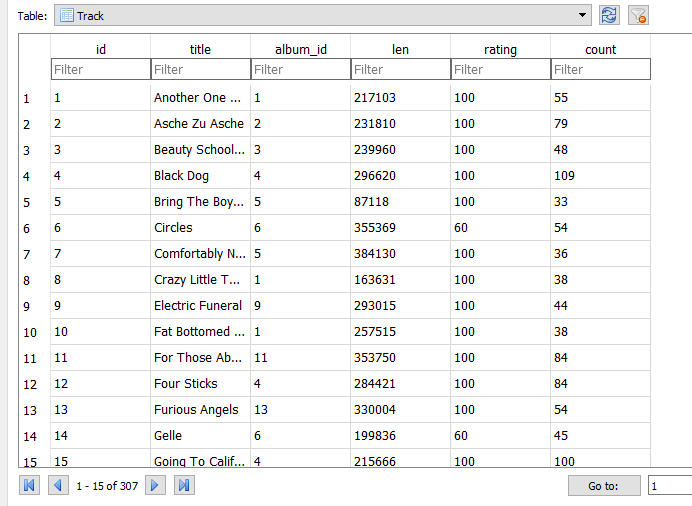 Table: Track
id title album_id len rating count
Filter Filter Filter Filter Filter Filter
1 1 Another One ... 1 217103 100 55
2 2 Asche Zu Asche 2 231810 100 79
3 3 Beauty School... 3 239960 100 48
4 4 Black Dog 4 296620 100 109
5 5 Bring The Boy... 5 87118 100 33
6 6 Circles 6 355369 60 54
7 7 Comfortably N... 5 384130 100 36
8 8 Crazy Little T... 1 163631 100 38
9 9 Electric Funeral 9 293015 100 44
10 10 Fat Bottomed ... 1 257515 100 38
11 11 For Those Ab... 11 353750 100 84
12 12 Four Sticks 4 284421 100 84
13 13 Furious Angels 13 330004 100 54
14 14 Gelle 6 199836 60 45
15 15 Going To Calif... 4 215666 100 100
1 - 15 of 307 Go to: 1